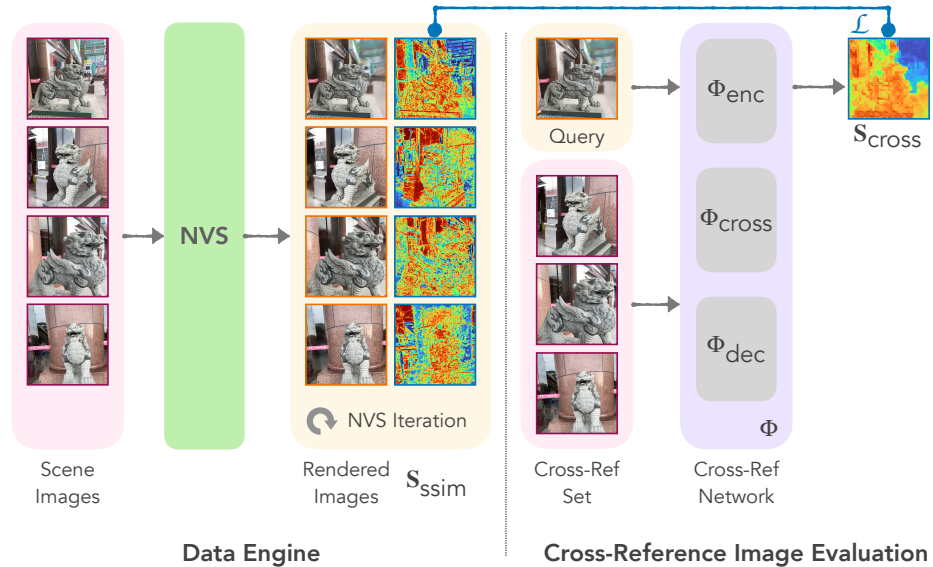 ℒ
Φenc
Query
Scross
NVS
Φcross
Φdec
NVS Iteration
Φ
Scene
Images
Rendered
Images
Sssim
Cross-Ref
Set
Cross-Ref
Network
Data Engine
Cross-Reference Image Evaluation